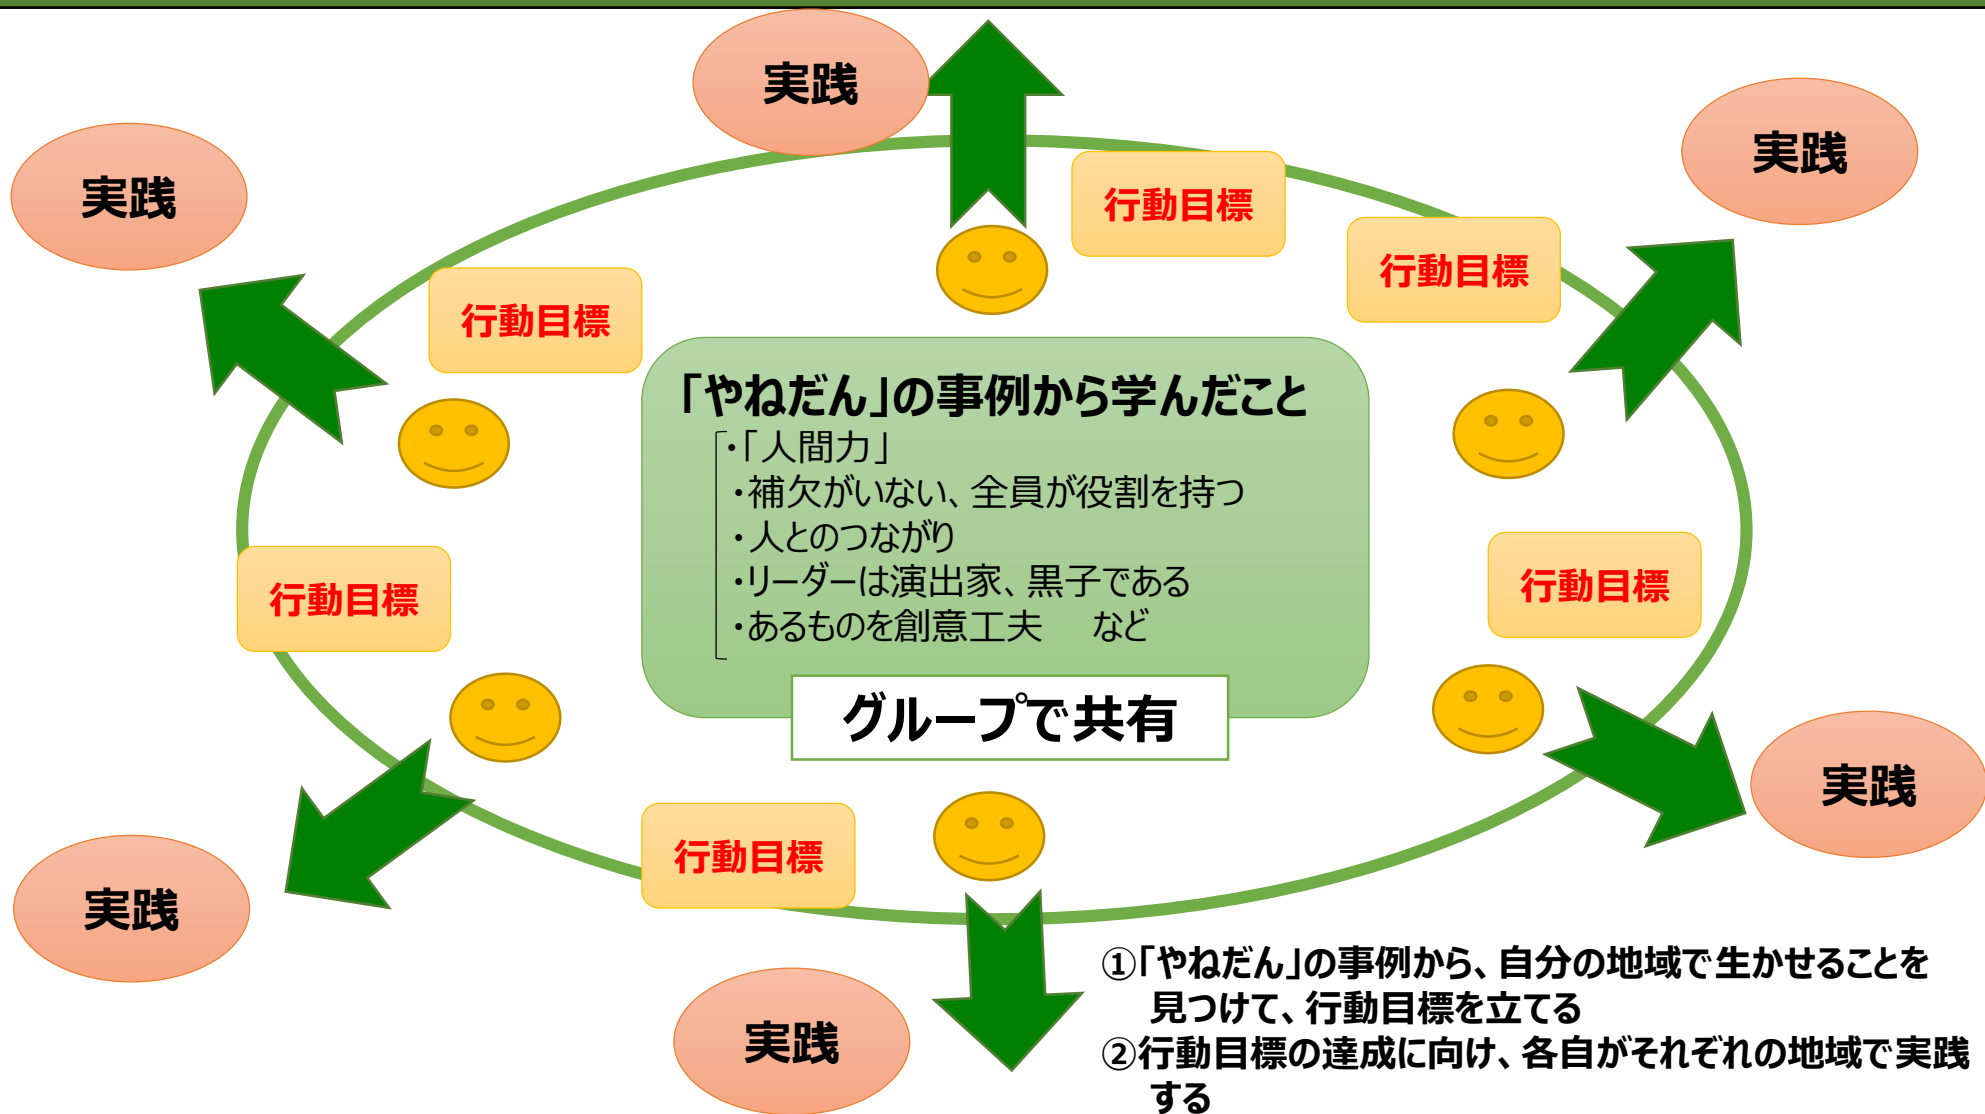 実践
実践
実践
行動目標
行動目標
行動目標
「やねだん」の事例から学んだこと
・「人間力」
・補欠がいない、全員が役割を持つ
・人とのつながり
・リーダーは演出家、黒子である
・あるものを創意工夫　など
行動目標
行動目標
グループで共有
実践
行動目標
実践
実践
①「やねだん」の事例から、自分の地域で生かせることを
見つけて、行動目標を立てる
②行動目標の達成に向け、各自がそれぞれの地域で実践
する